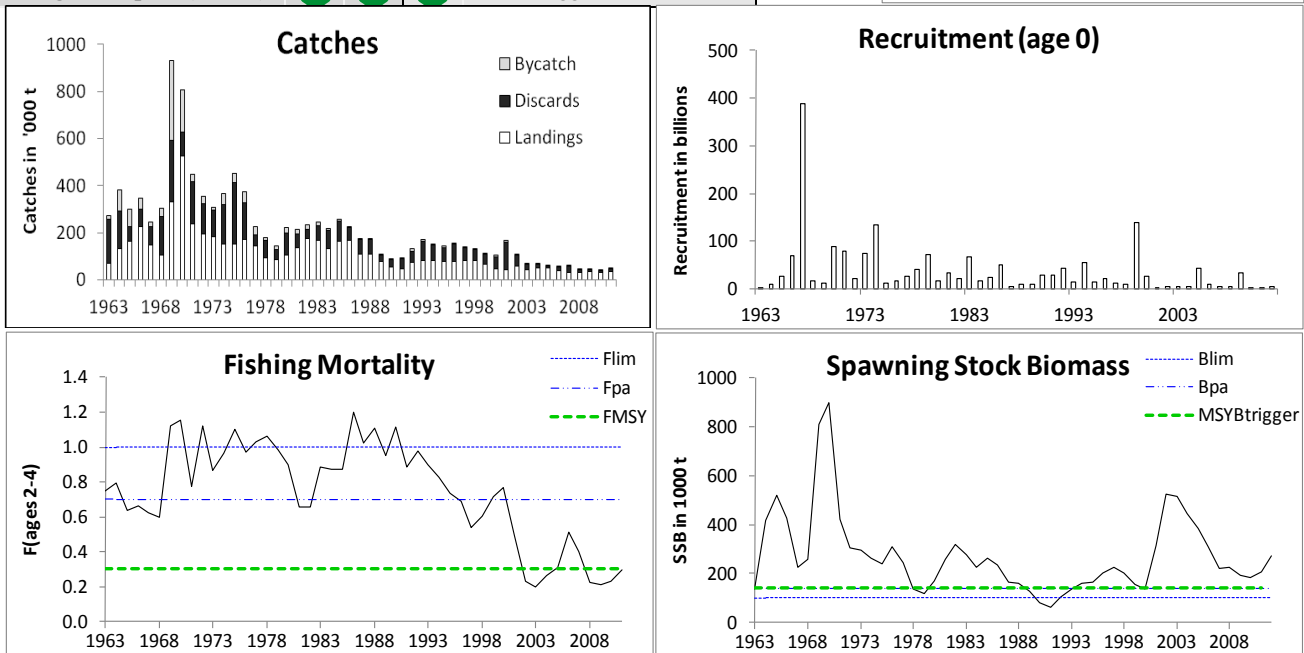 Catches
Catches in '000 t
1000
800
600
400
200
0
Bycatch
Discards
Landings
1963 1968 1973 1978 1983 1988 1993 1998 2003 2008
Recruitment (age 0)
Recruitment in billions
500
400
300
200
100
0
1963 1973 1983 1993 2003
Fishing Mortality
F(ages 2-4)
1.4
1.2
1.0
0.8
0.6
0.4
0.2
0.0
Flim
Fpa
FMSY
1963 1968 1973 1978 1983 1988 1993 1998 2003 2008
Spawning Stock Biomass
SSB in 1000 t
1000
800
600
400
200
0
Blim
Bpa
MSYBtrigger
1963 1968 1973 1978 1983 1988 1993 1998 2003 2008